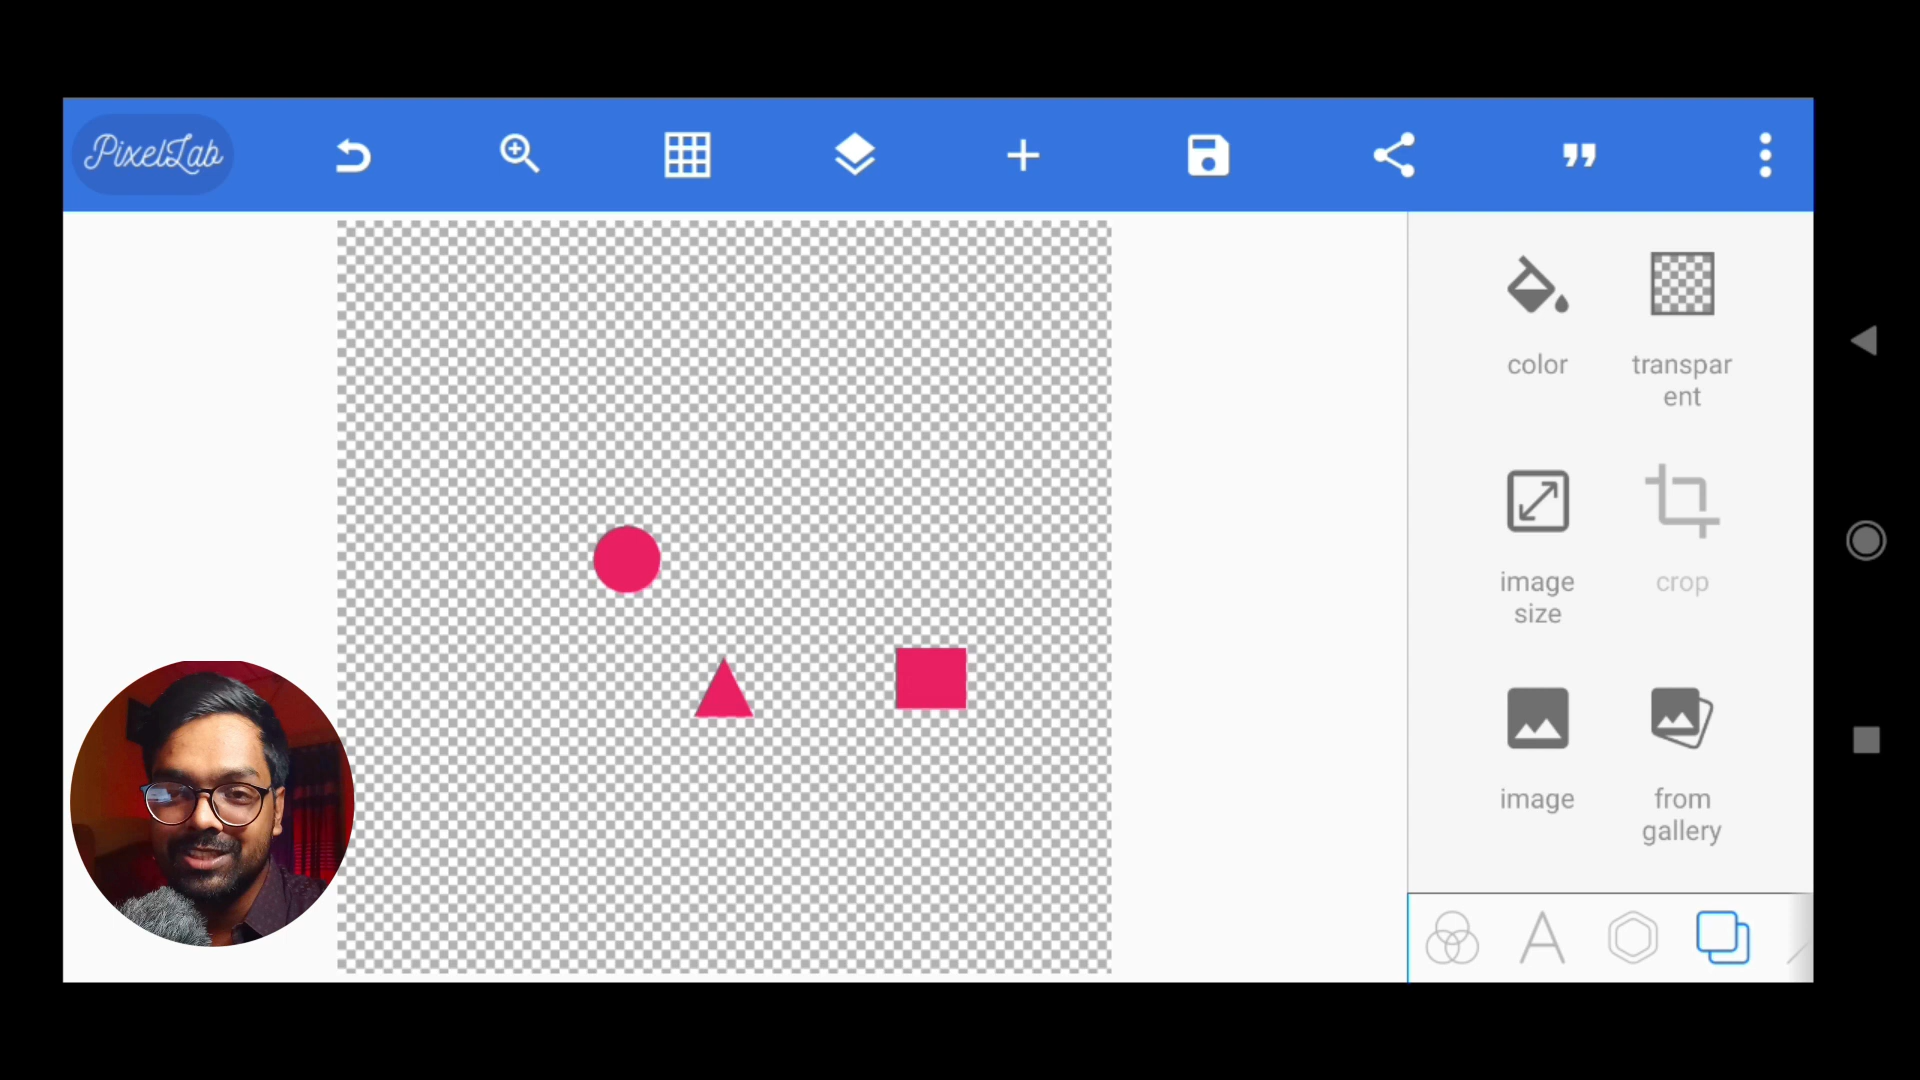 PixelLab
color
transpar
ent
image
size
crop
image
from
gallery